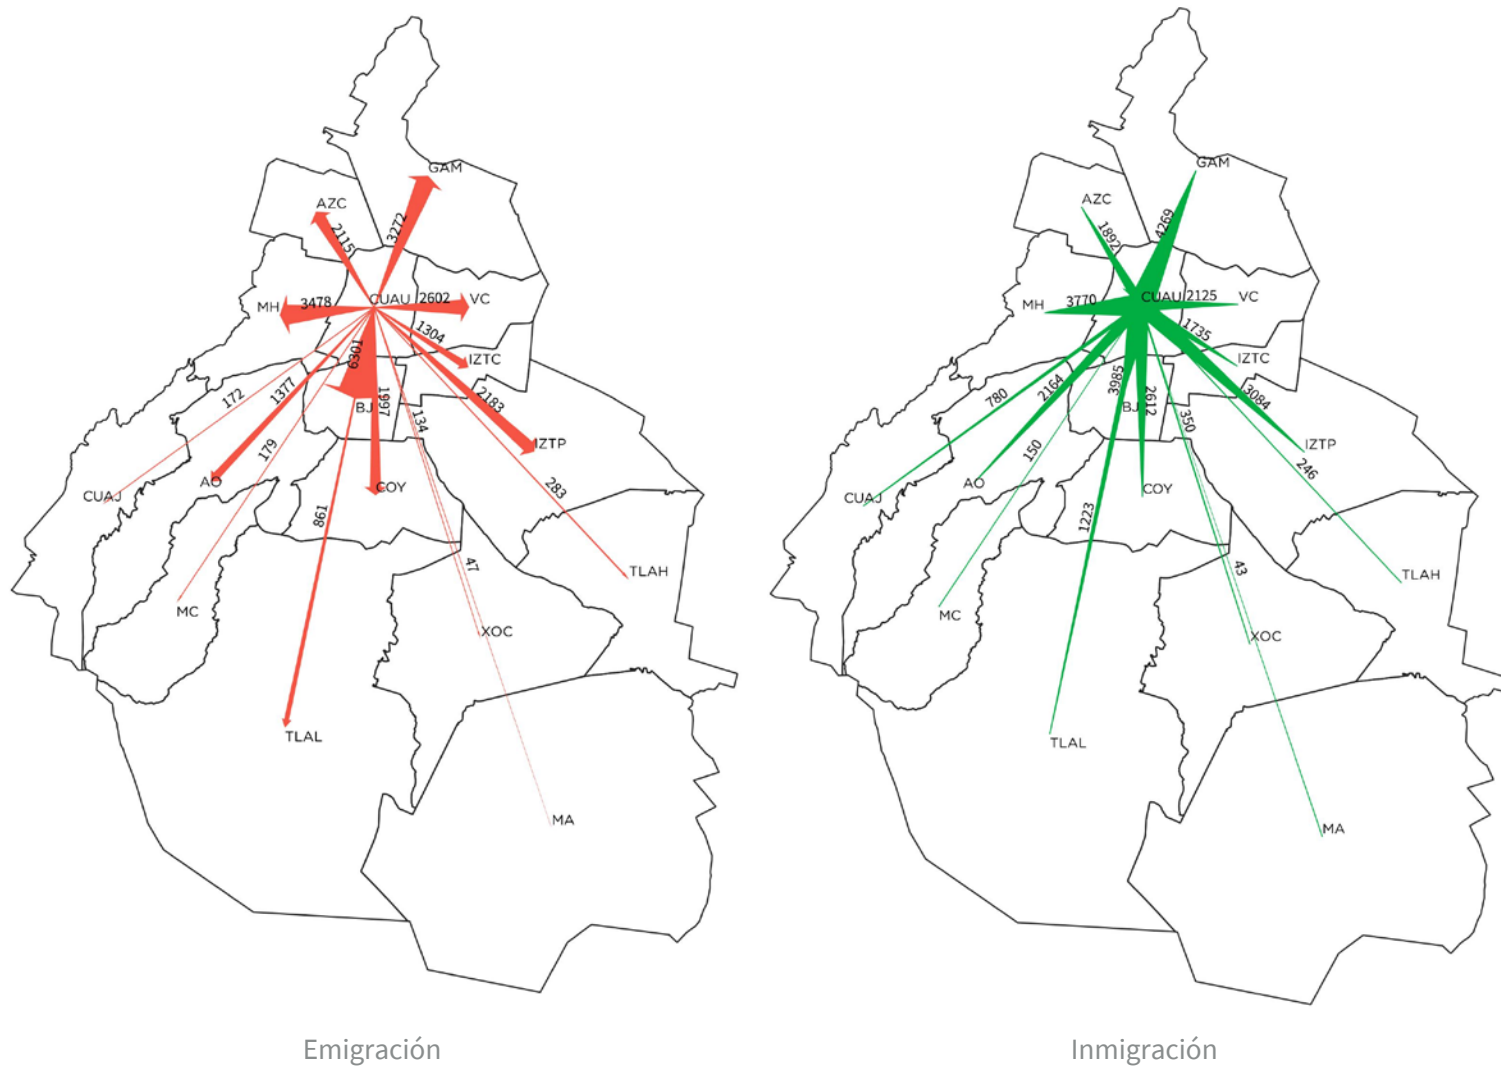 GAM
AZC
2115
3272
CUAU
2602
VC
MH
3478
1304
IZTC
6301
172
1377
BJ
1697
134
2183
IZTP
179
CUAJ
AO
COY
283
861
47
TLAH
MC
XOC
TLAL
MA
Emigración
GAM
AZC
1892
4269
CUAU
2125
VC
MH
3770
1735
IZTC
780
2164
3985
BJ
2612
350
3084
IZTP
150
246
CUAJ
AO
COY
1223
43
TLAH
MC
XOC
TLAL
MA
Inmigración